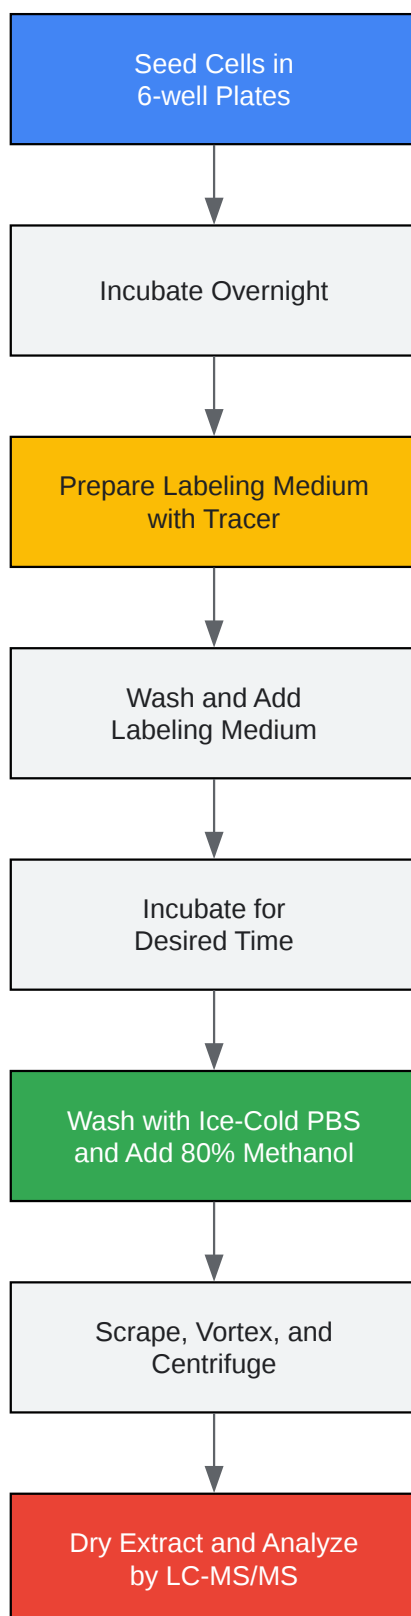 Seed Cells in
6-well Plates
Incubate Overnight
Prepare Labeling Medium
with Tracer
Wash and Add
Labeling Medium
Incubate for
Desired Time
Wash with Ice-Cold PBS
and Add 80% Methanol
Scrape, Vortex, and
Centrifuge
Dry Extract and Analyze
by LC-MS/MS